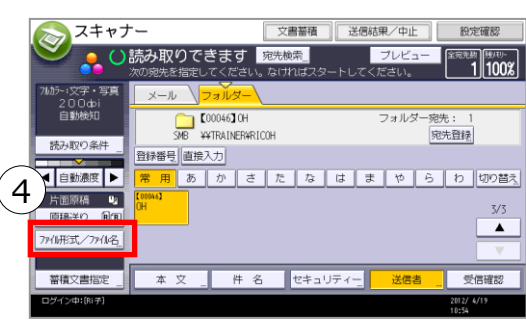 スキャナー
文書蓄積
送信結果／中止
設定確認
読み取りできます
宛先検索
プレビュー
全宛先数
1
残りメモリー
100%
次の宛先を指定してください。なければスタートしてください。
フルカラー:文字・写真
200dpi
自動検知
メール
フォルダー
【00046】OH
フォルダー宛先: 1
SMB ¥¥TRAINER¥RICOH
宛先登録
読み取り条件
登録番号
直接入力
自動濃度
常用
あ
か
さ
た
な
は
ま
や
ら
わ
切り替え
4
片面原稿
【00046】
OH
3/3
原稿送り
ファイル形式／ファイル名
蓄積文書指定
本文
件名
セキュリティー
送信者
受信確認
ログイン中:[RI子]
2012/ 4/19
10:54